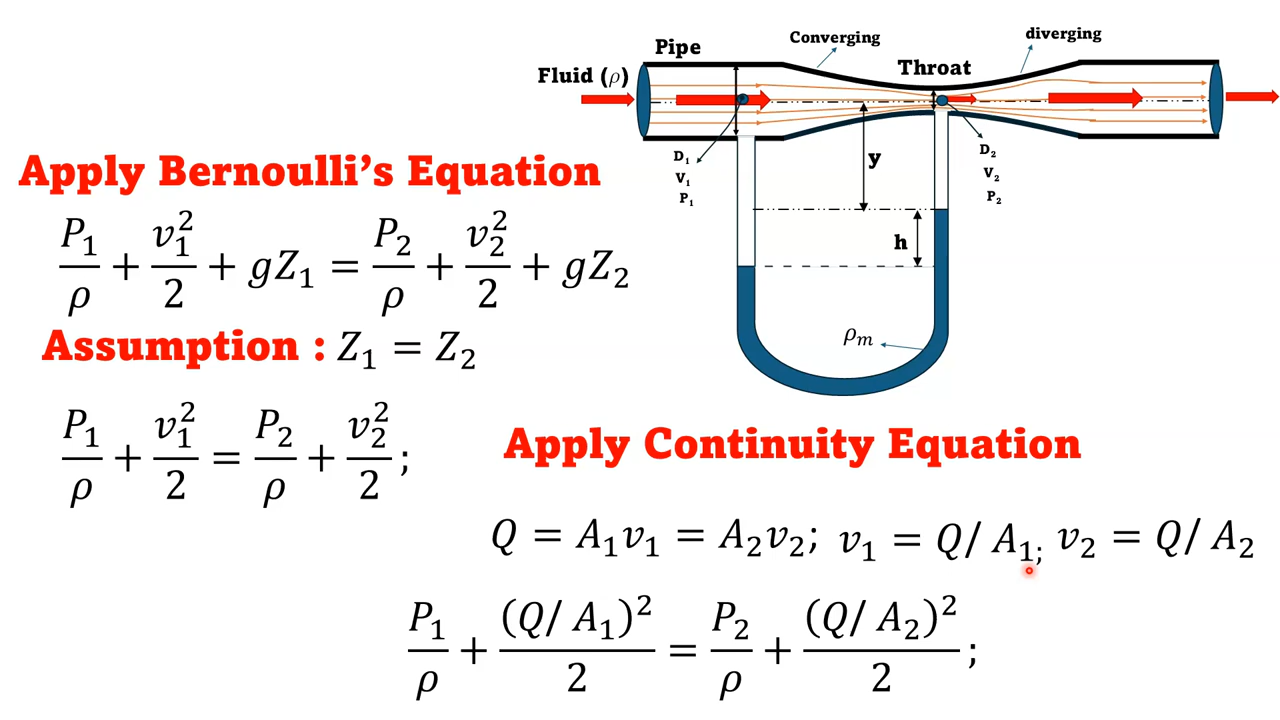 Pipe
Converging
diverging
Fluid (ρ)
Throat
D₁
V₁
P₁
D₂
V₂
P₂
y
h
ρₘ
Apply Bernoulli’s Equation
P₁/ρ + v₁²/2 + gZ₁ = P₂/ρ + v₂²/2 + gZ₂
Assumption : Z₁ = Z₂
P₁/ρ + v₁²/2 = P₂/ρ + v₂²/2 ;
Apply Continuity Equation
Q = A₁v₁ = A₂v₂; v₁ = Q/ A₁; v₂ = Q/ A₂
P₁/ρ + (Q/ A₁)²/2 = P₂/ρ + (Q/ A₂)²/2 ;